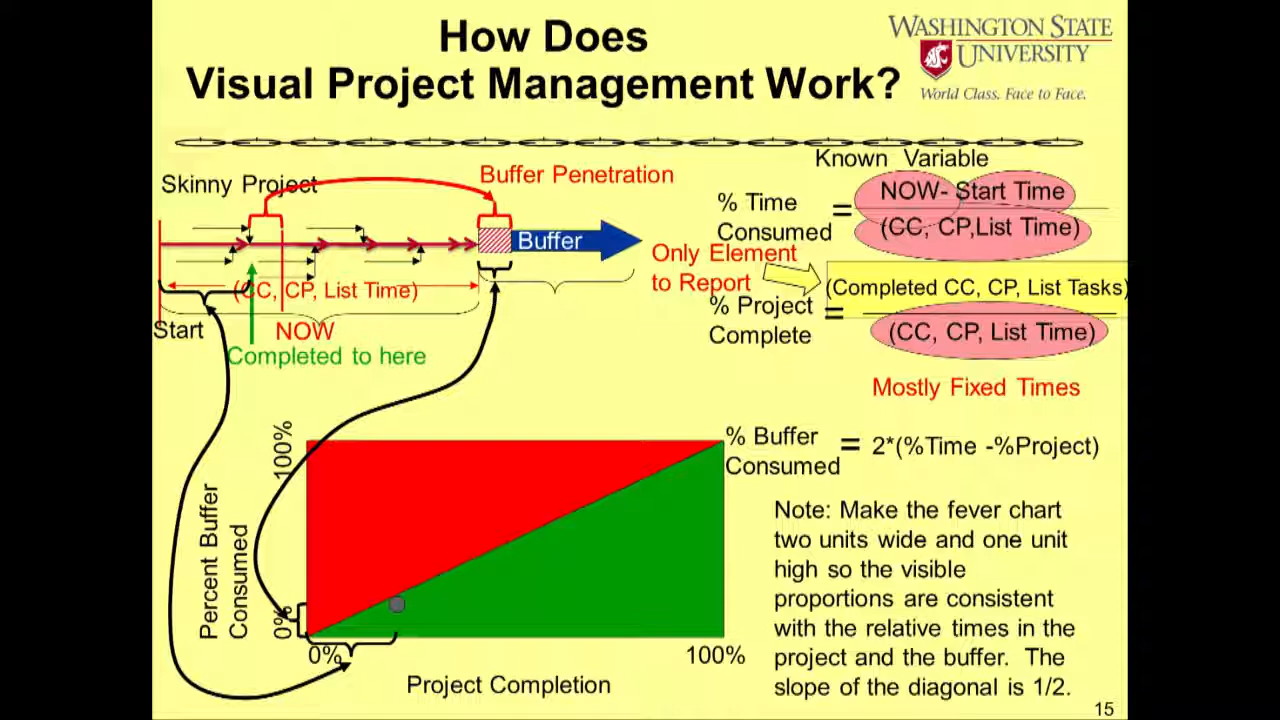 How Does
Visual Project Management Work?
WASHINGTON STATE
UNIVERSITY
World Class. Face to Face.
Skinny Project
Buffer Penetration
Buffer
(CC, CP, List Time)
Start
NOW
Completed to here
Only Element
to Report
Known Variable
% Time
Consumed
=
NOW- Start Time
(CC, CP,List Time)
% Project
Complete
=
(Completed CC, CP, List Tasks)
(CC, CP, List Time)
Mostly Fixed Times
% Buffer
Consumed
= 2*(%Time -%Project)
Percent Buffer
Consumed
100%
0%
0%
100%
Project Completion
Note: Make the fever chart
two units wide and one unit
high so the visible
proportions are consistent
with the relative times in the
project and the buffer. The
slope of the diagonal is 1/2.
15